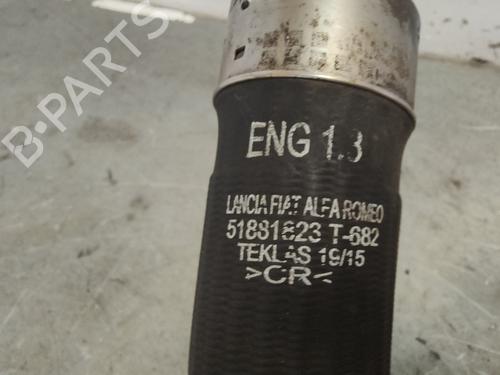 B-PARTS
ENG 1.3
LANCIA FIAT ALFA ROMEO
51881823 T-682
TEKLAS 19/15
>CR<